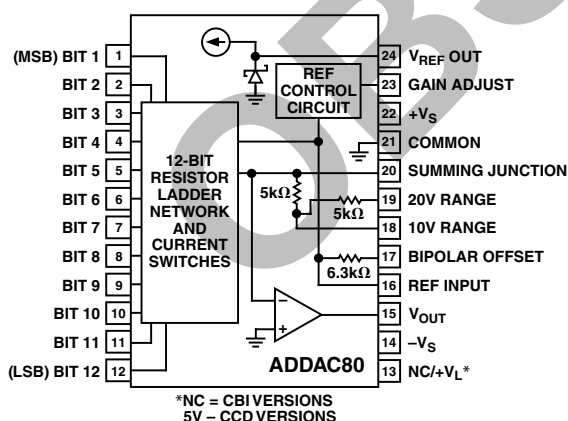 (MSB) BIT 1 1
BIT 2 2
BIT 3 3
BIT 4 4
BIT 5 5
BIT 6 6
BIT 7 7
BIT 8 8
BIT 9 9
BIT 10 10
BIT 11 11
(LSB) BIT 12 12
12-BIT
RESISTOR
LADDER
NETWORK
AND
CURRENT
SWITCHES
REF
CONTROL
CIRCUIT
5kΩ
5kΩ
6.3kΩ
−
+
ADDAC80
24 VREF OUT
23 GAIN ADJUST
22 +VS
21 COMMON
20 SUMMING JUNCTION
19 20V RANGE
18 10V RANGE
17 BIPOLAR OFFSET
16 REF INPUT
15 VOUT
14 –VS
13 NC/+VL*
*NC = CBI VERSIONS
5V – CCD VERSIONS
OBS